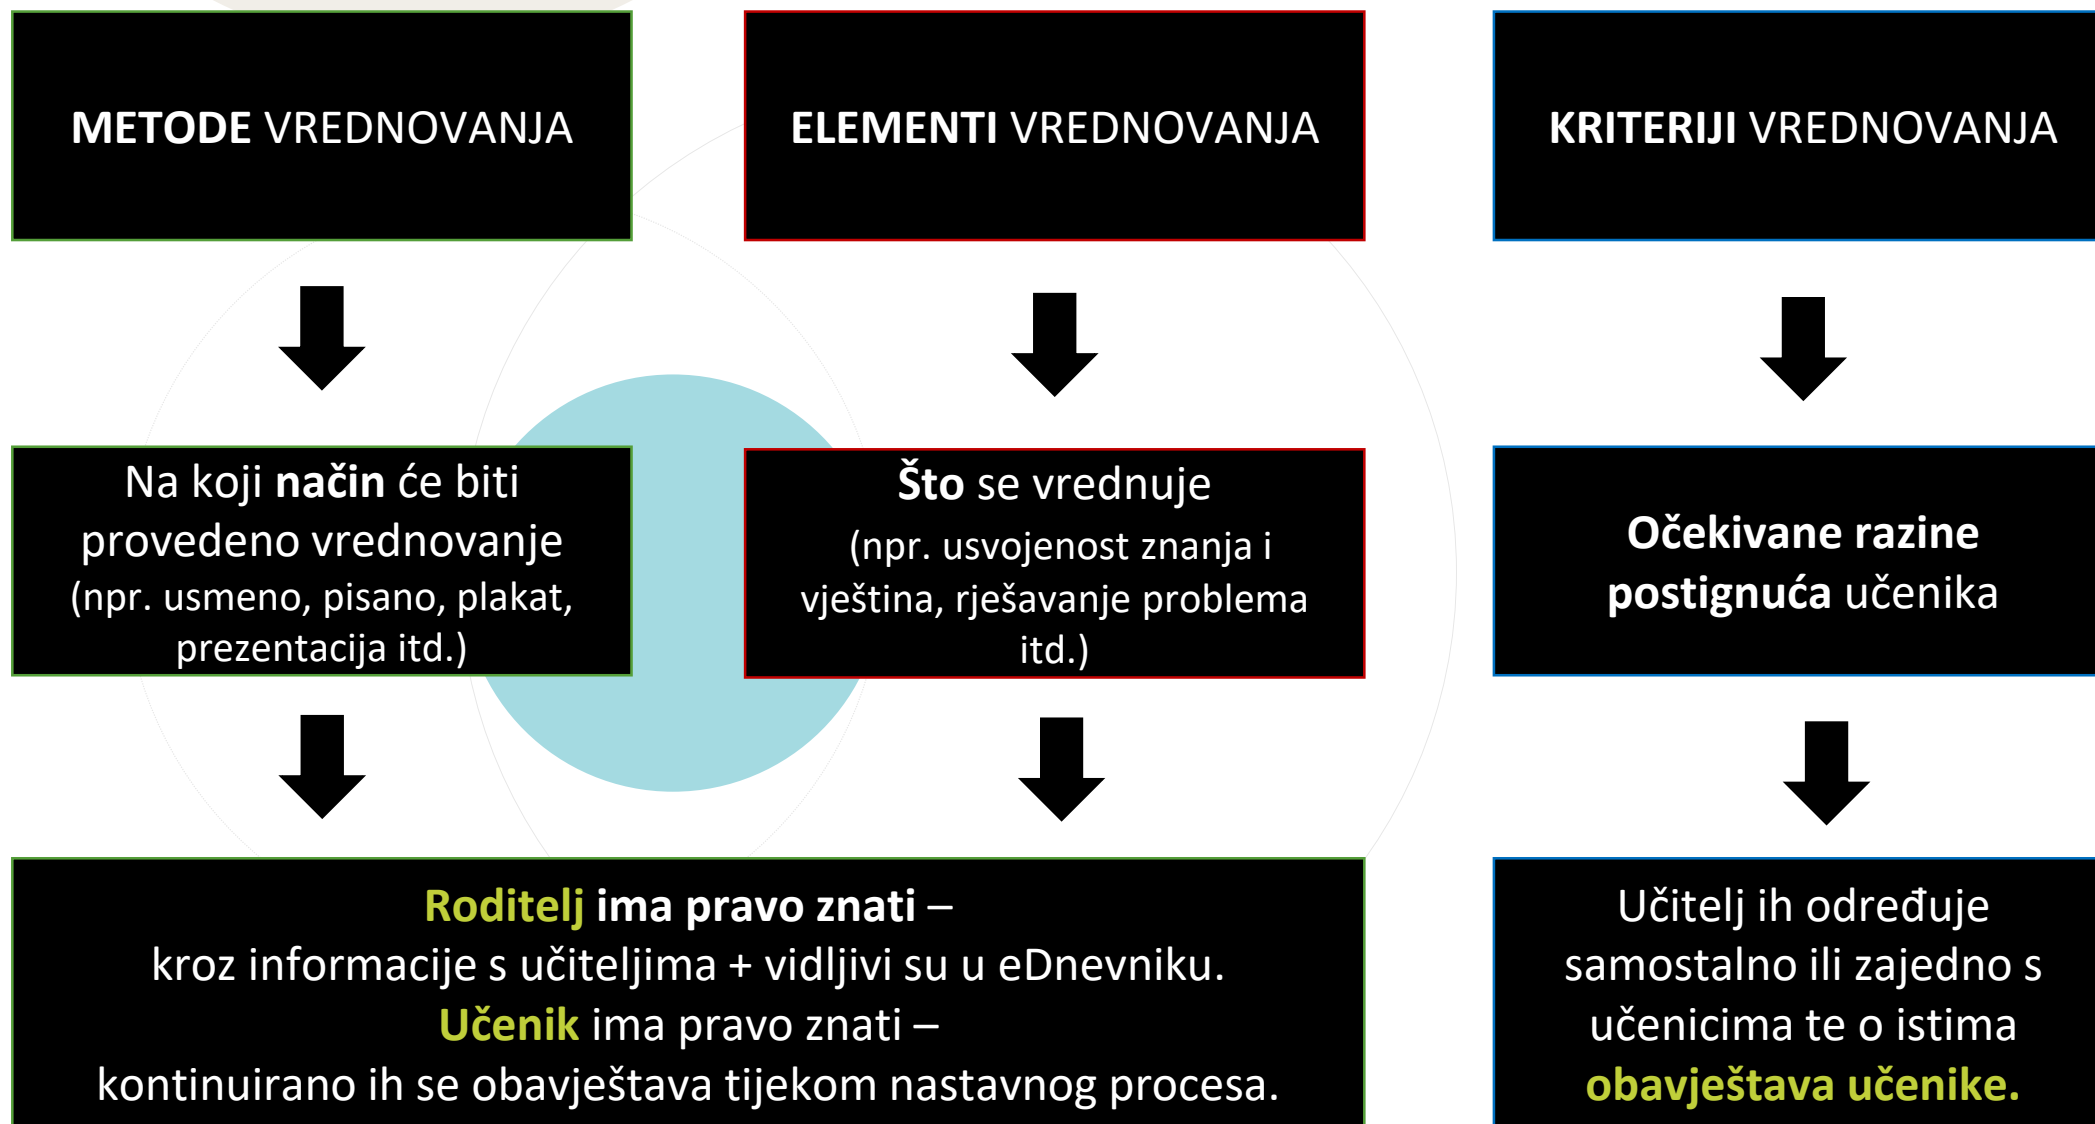 METODE VREDNOVANJA
ELEMENTI VREDNOVANJA
KRITERIJI VREDNOVANJA
Na koji način će biti
provedeno vrednovanje
(npr. usmeno, pisano, plakat,
prezentacija itd.)
Što se vrednuje
(npr. usvojenost znanja i
vještina, rješavanje problema
itd.)
Očekivane razine
postignuća učenika
Roditelj ima pravo znati –
kroz informacije s učiteljima + vidljivi su u eDnevniku.
Učenik ima pravo znati –
kontinuirano ih se obavještava tijekom nastavnog procesa.
Učitelj ih određuje
samostalno ili zajedno s
učenicima te o istima
obavještava učenike.